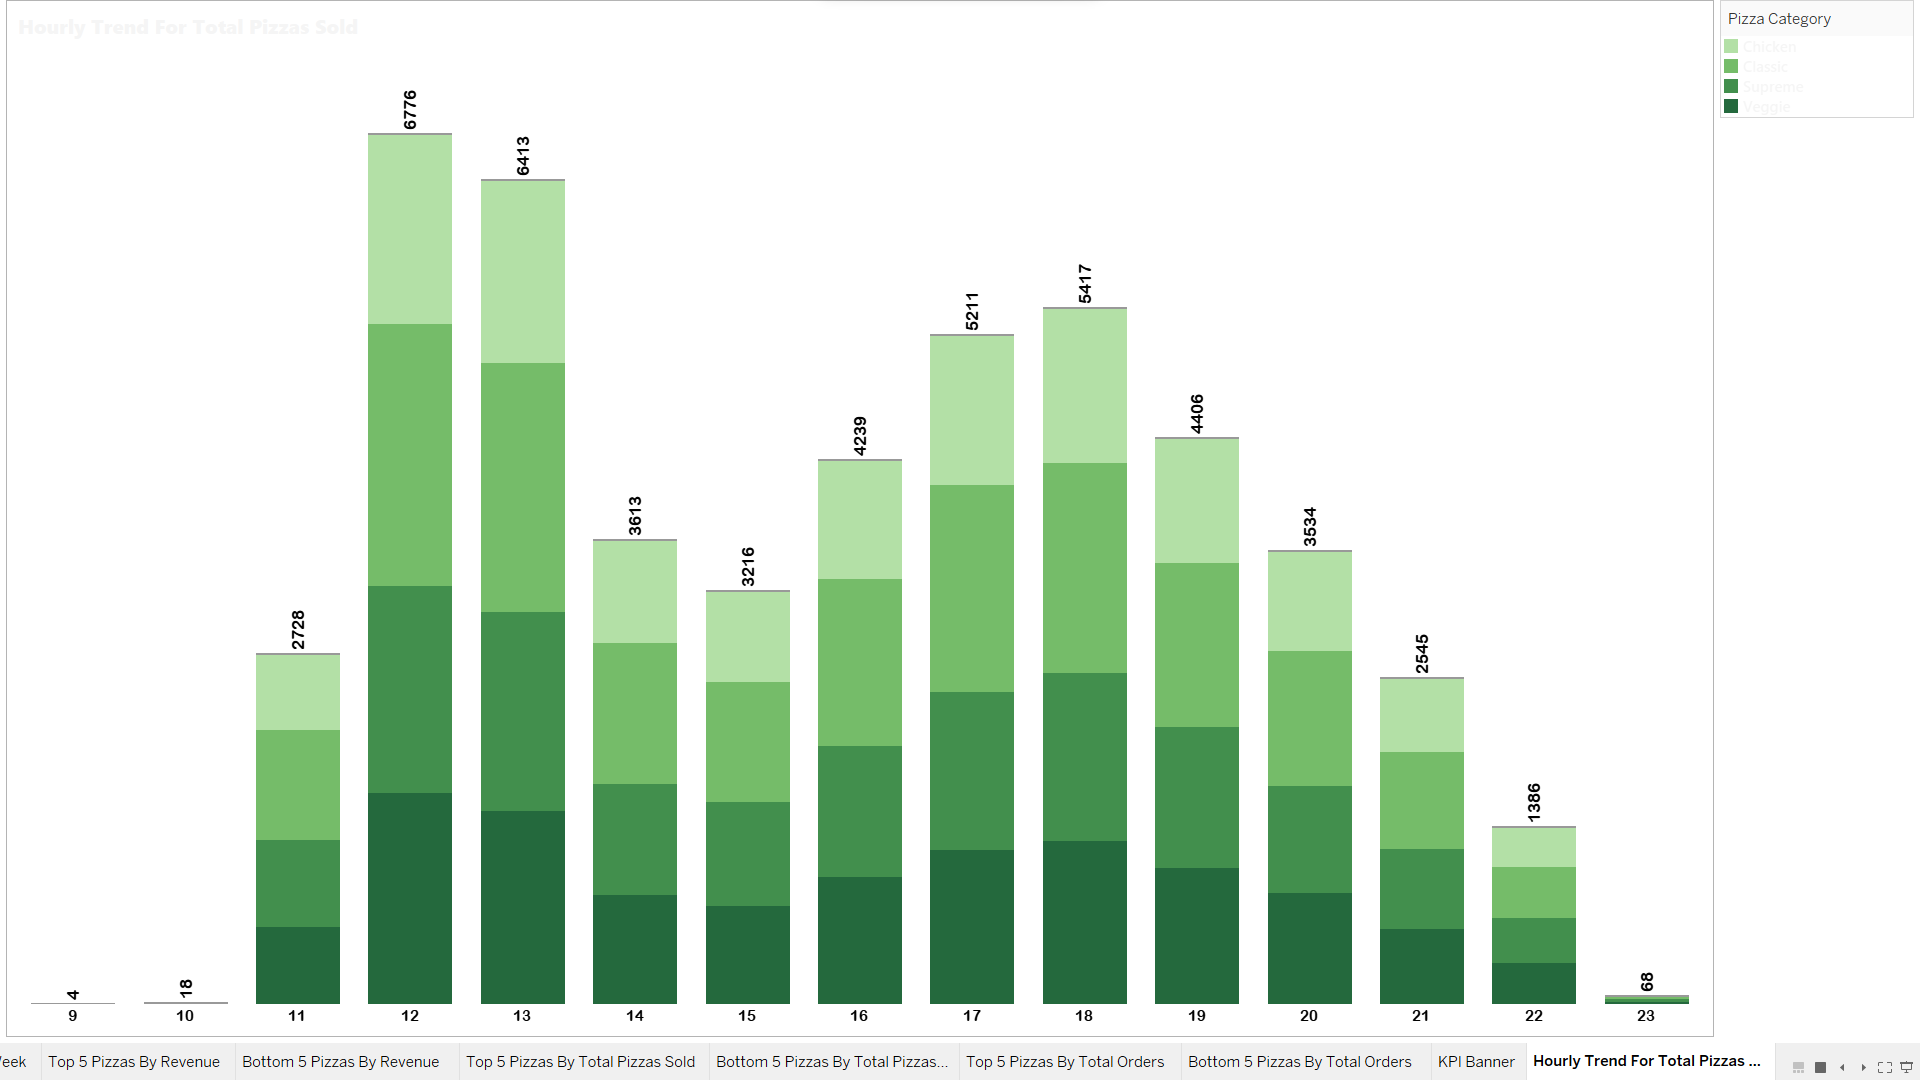 Hourly Trend For Total Pizzas Sold
Pizza Category
Chicken
Classic
Supreme
Veggie
6776
6413
5417
5211
4406
4239
3613
3534
3216
2728
2545
1386
68
18
4
9 10 11 12 13 14 15 16 17 18 19 20 21 22 23
eek Top 5 Pizzas By Revenue Bottom 5 Pizzas By Revenue Top 5 Pizzas By Total Pizzas Sold Bottom 5 Pizzas By Total Pizzas... Top 5 Pizzas By Total Orders Bottom 5 Pizzas By Total Orders KPI Banner Hourly Trend For Total Pizzas ...